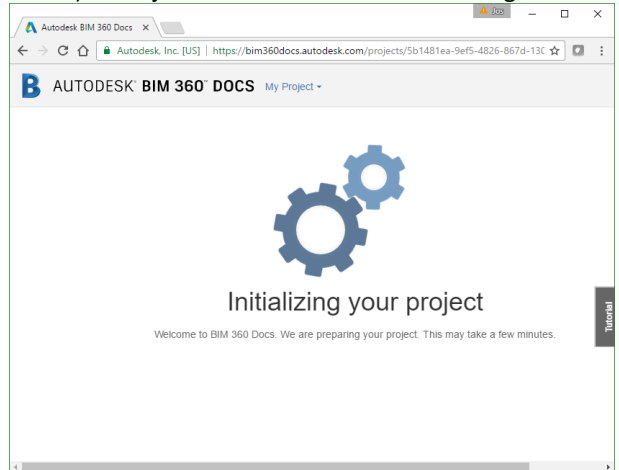 Jos
Autodesk BIM 360 Docs
Autodesk, Inc. [US] | https://bim360docs.autodesk.com/projects/5b1481ea-9ef5-4826-867d-130
B AUTODESK® BIM 360™ DOCS My Project
Initializing your project
Welcome to BIM 360 Docs. We are preparing your project. This may take a few minutes.
Tutorial